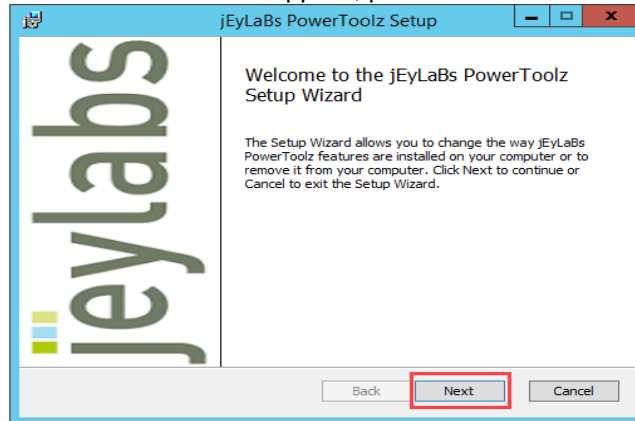 jEyLaBs PowerToolz Setup
jeylabs
Welcome to the jEyLaBs PowerToolz
Setup Wizard
The Setup Wizard allows you to change the way jEyLaBs
PowerToolz features are installed on your computer or to
remove it from your computer. Click Next to continue or
Cancel to exit the Setup Wizard.
Back
Next
Cancel